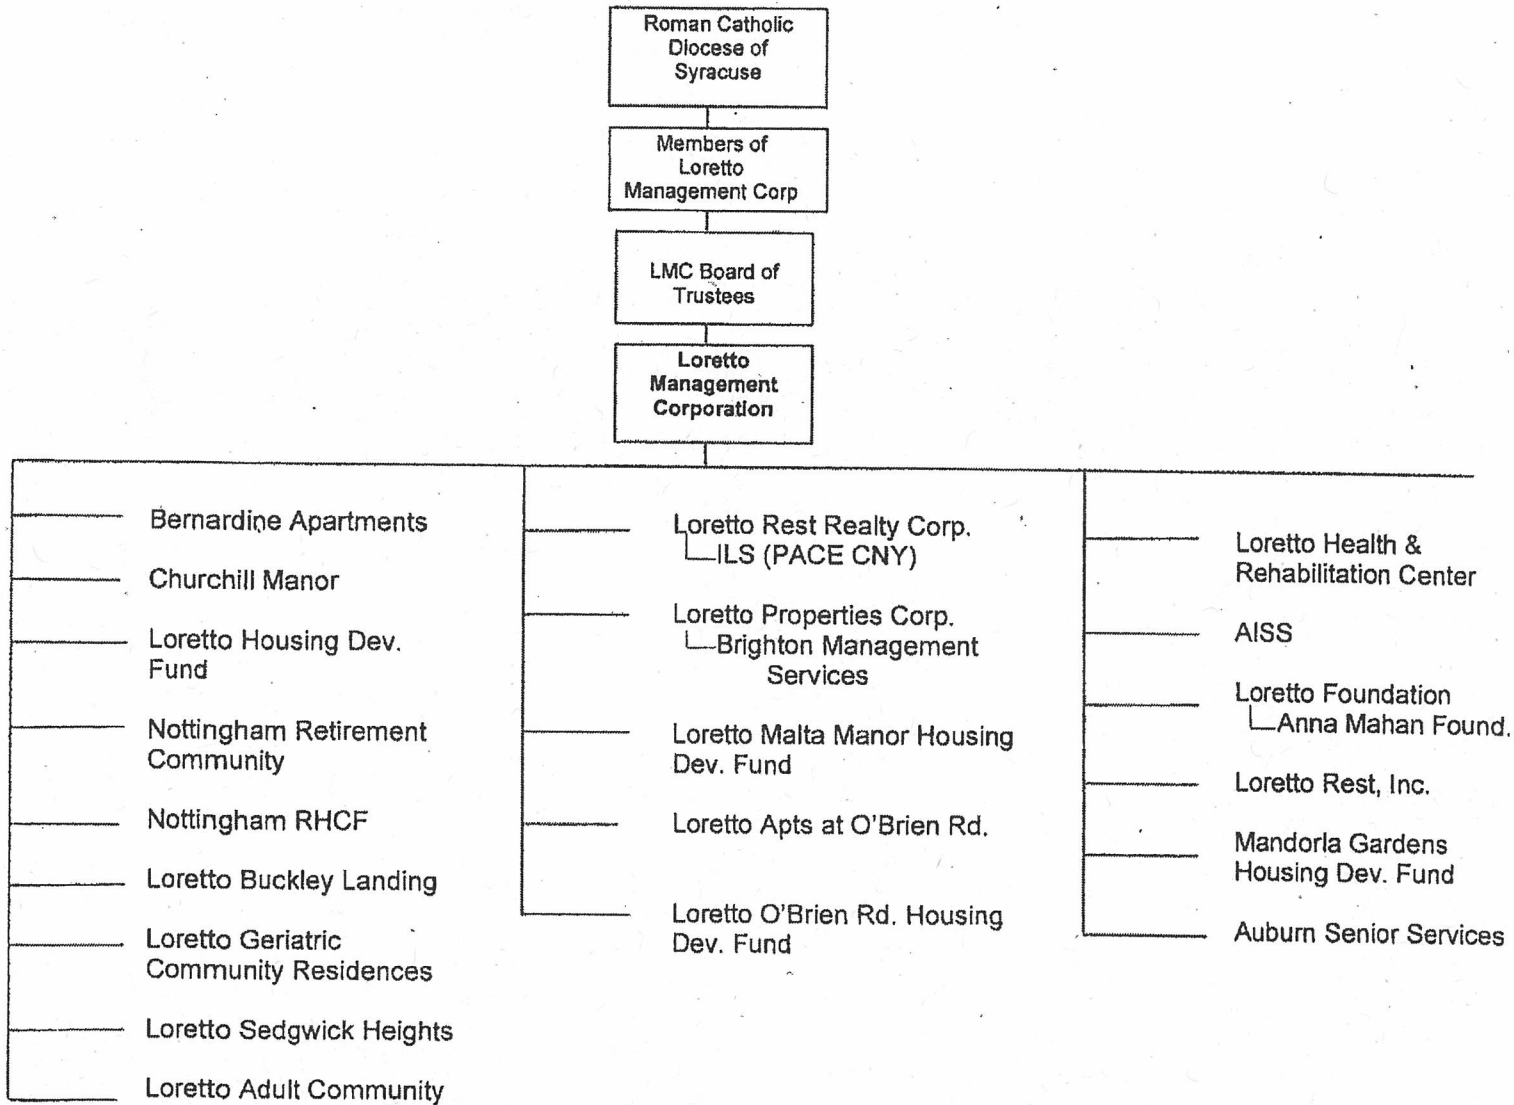 Roman Catholic
Diocese of
Syracuse
Members of
Loretto
Management Corp
LMC Board of
Trustees
Loretto
Management
Corporation
Bernardine Apartments
Churchill Manor
Loretto Housing Dev.
Fund
Nottingham Retirement
Community
Nottingham RHCF
Loretto Buckley Landing
Loretto Geriatric
Community Residences
Loretto Sedgwick Heights
Loretto Adult Community
Loretto Rest Realty Corp.
ILS (PACE CNY)
Loretto Properties Corp.
Brighton Management
Services
Loretto Malta Manor Housing
Dev. Fund
Loretto Apts at O'Brien Rd.
Loretto O'Brien Rd. Housing
Dev. Fund
Loretto Health &
Rehabilitation Center
AISS
Loretto Foundation
Anna Mahan Found.
Loretto Rest, Inc.
Mandorla Gardens
Housing Dev. Fund
Auburn Senior Services